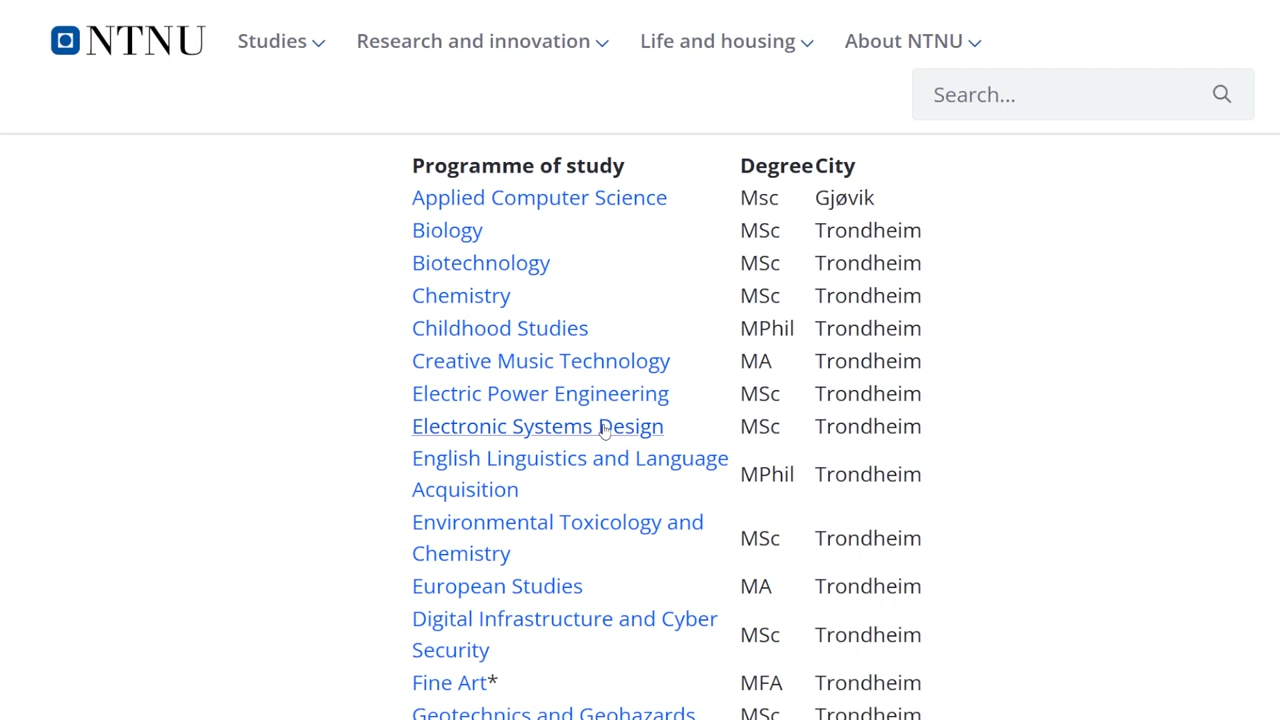 NTNU Studies Research and innovation Life and housing About NTNU
Search...
Programme of study Degree City
Applied Computer Science Msc Gjøvik
Biology MSc Trondheim
Biotechnology MSc Trondheim
Chemistry MSc Trondheim
Childhood Studies MPhil Trondheim
Creative Music Technology MA Trondheim
Electric Power Engineering MSc Trondheim
Electronic Systems Design MSc Trondheim
English Linguistics and Language
Acquisition MPhil Trondheim
Environmental Toxicology and
Chemistry MSc Trondheim
European Studies MA Trondheim
Digital Infrastructure and Cyber
Security MSc Trondheim
Fine Art* MFA Trondheim
Geotechnics and Geohazards MSc Trondheim